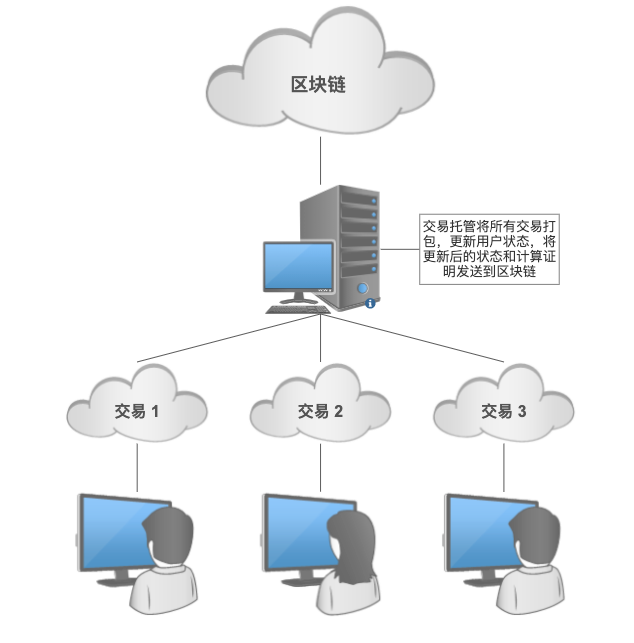 区块链
交易托管将所有交易打
包，更新用户状态，将
更新后的状态和计算证
明发送到区块链
交易 1
交易 2
交易 3